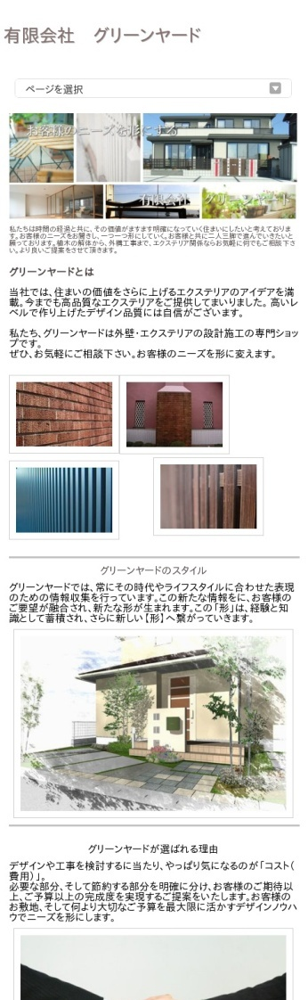 有限会社　グリーンヤード
ページを選択
お客様のニーズを形にする
有限会社　グリーンヤード
私たちは時間の経過と共に、その価値がますます明確になっていく住まいにしたいと考えておりま
す。お客様のニーズをお聞きし、一つ一つ形にしていく。お客様と共に二人三脚で進んでいきたいと
願っております。植木の解体から、外構工事まで、エクステリア関係ならお気軽に何でもご相談下さ
い。より良いご提案をさせて頂きます。
グリーンヤードとは
当社では、住まいの価値をさらに上げるエクステリアのアイデアを満
載。今までも高品質なエクステリアをご提供してまいりました。 高いレ
ベルで作り上げたデザイン品質には自信がございます。
私たち、グリーンヤードは外壁・エクステリアの設計施工の専門ショッ
プです。
ぜひ、お気軽にご相談下さい。お客様のニーズを形に変えます。
グリーンヤードのスタイル
グリーンヤードでは、常にその時代やライフスタイルに合わせた表現
のための情報収集を行っています。この新たな情報をに、お客様の
ご要望が融合され、新たな形が生まれます。この「形」は、経験と知
識として蓄積され、さらに新しい【形】へ繋がっていきます。
グリーンヤードが選ばれる理由
デザインや工事を検討するに当たり、やっぱり気になるのが「コスト（
費用）」。
必要な部分、そして節約する部分を明確に分け、お客様のご期待以
上、ご予算以上の完成度を実現するご提案をいたします。お客様の
お敷地、そして何より大切なご予算を最大限に活かすデザインノウハ
ウでニーズを形にします。